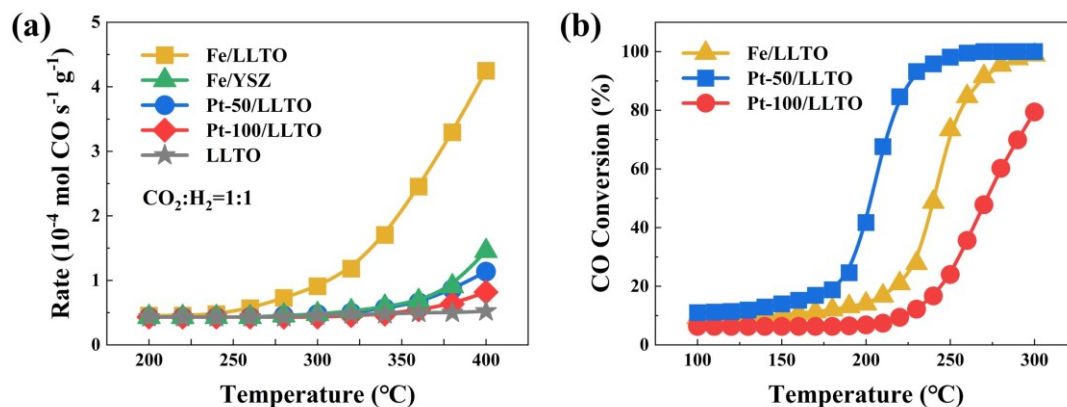 (a)
Rate (10⁻⁴ mol CO s⁻¹ g⁻¹)
5
4
3
2
1
0
Fe/LLTO
Fe/YSZ
Pt-50/LLTO
Pt-100/LLTO
LLTO
CO₂:H₂=1:1
200 250 300 350 400
Temperature (°C)
(b)
CO Conversion (%)
100
80
60
40
20
0
Fe/LLTO
Pt-50/LLTO
Pt-100/LLTO
100 150 200 250 300
Temperature (°C)